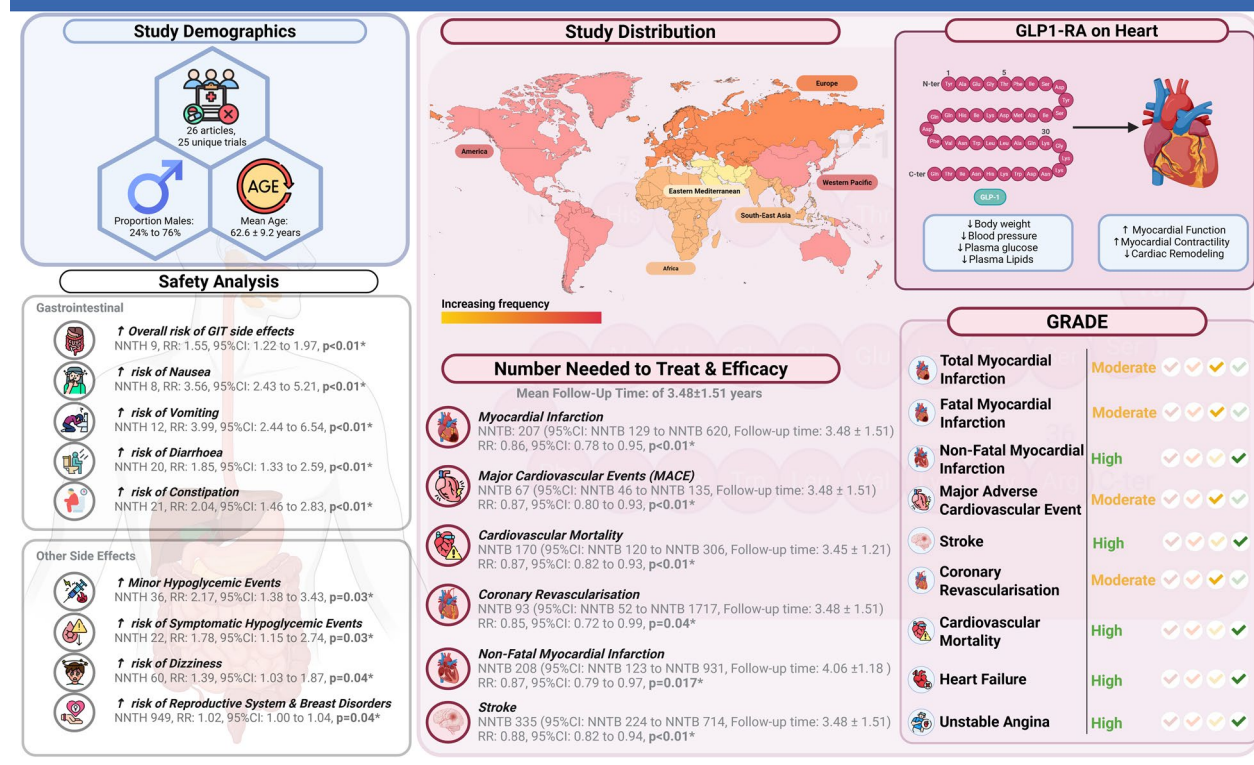 Study Demographics
26 articles,
25 unique trials
Proportion Males:
24% to 76%
AGE
Mean Age:
62.6 ± 9.2 years
Safety Analysis
Gastrointestinal
↑ Overall risk of GIT side effects
NNTH 9, RR: 1.55, 95%CI: 1.22 to 1.97, p<0.01*
↑ risk of Nausea
NNTH 8, RR: 3.56, 95%CI: 2.43 to 5.21, p<0.01*
↑ risk of Vomiting
NNTH 12, RR: 3.99, 95%CI: 2.44 to 6.54, p<0.01*
↑ risk of Diarrhoea
NNTH 20, RR: 1.85, 95%CI: 1.33 to 2.59, p<0.01*
↑ risk of Constipation
NNTH 21, RR: 2.04, 95%CI: 1.46 to 2.83, p<0.01*
Other Side Effects
↑ Minor Hypoglycemic Events
NNTH 36, RR: 2.17, 95%CI: 1.38 to 3.43, p=0.03*
↑ risk of Symptomatic Hypoglycemic Events
NNTH 22, RR: 1.78, 95%CI: 1.15 to 2.74, p=0.03*
↑ risk of Dizziness
NNTH 60, RR: 1.39, 95%CI: 1.03 to 1.87, p=0.04*
↑ risk of Reproductive System & Breast Disorders
NNTH 949, RR: 1.02, 95%CI: 1.00 to 1.04, p=0.04*
Study Distribution
Europe
America
Eastern Mediterranean
Western Pacific
South-East Asia
Africa
Increasing frequency
Number Needed to Treat & Efficacy
Mean Follow-Up Time: of 3.48±1.51 years
Myocardial Infarction
NNTB: 207 (95%CI: NNTB 129 to NNTB 620, Follow-up time: 3.48 ± 1.51)
RR: 0.86, 95%CI: 0.78 to 0.95, p<0.01*
Major Cardiovascular Events (MACE)
NNTB 67 (95%CI: NNTB 46 to NNTB 135, Follow-up time: 3.48 ± 1.51)
RR: 0.87, 95%CI: 0.80 to 0.93, p<0.01*
Cardiovascular Mortality
NNTB 170 (95%CI: NNTB 120 to NNTB 306, Follow-up time: 3.45 ± 1.21)
RR: 0.87, 95%CI: 0.82 to 0.93, p<0.01*
Coronary Revascularisation
NNTB 93 (95%CI: NNTB 52 to NNTB 1717, Follow-up time: 3.48 ± 1.51)
RR: 0.85, 95%CI: 0.72 to 0.99, p=0.04*
Non-Fatal Myocardial Infarction
NNTB 208 (95%CI: NNTB 123 to NNTB 931, Follow-up time: 4.06 ±1.18 )
RR: 0.87, 95%CI: 0.79 to 0.97, p=0.017*
Stroke
NNTB 335 (95%CI: NNTB 224 to NNTB 714, Follow-up time: 3.48 ± 1.51)
RR: 0.88, 95%CI: 0.82 to 0.94, p<0.01*
GLP1-RA on Heart
1 5
N-ter
30
C-ter
GLP-1
↓Body weight
↓Blood pressure
↓Plasma glucose
↓Plasma Lipids
↑ Myocardial Function
↑Myocardial Contractility
↓Cardiac Remodeling
GRADE
Total Myocardial
Infarction
Moderate
Fatal Myocardial
Infarction
Moderate
Non-Fatal Myocardial
Infarction
High
Major Adverse
Cardiovascular Event
Moderate
Stroke
High
Coronary
Revascularisation
Moderate
Cardiovascular
Mortality
High
Heart Failure
High
Unstable Angina
High